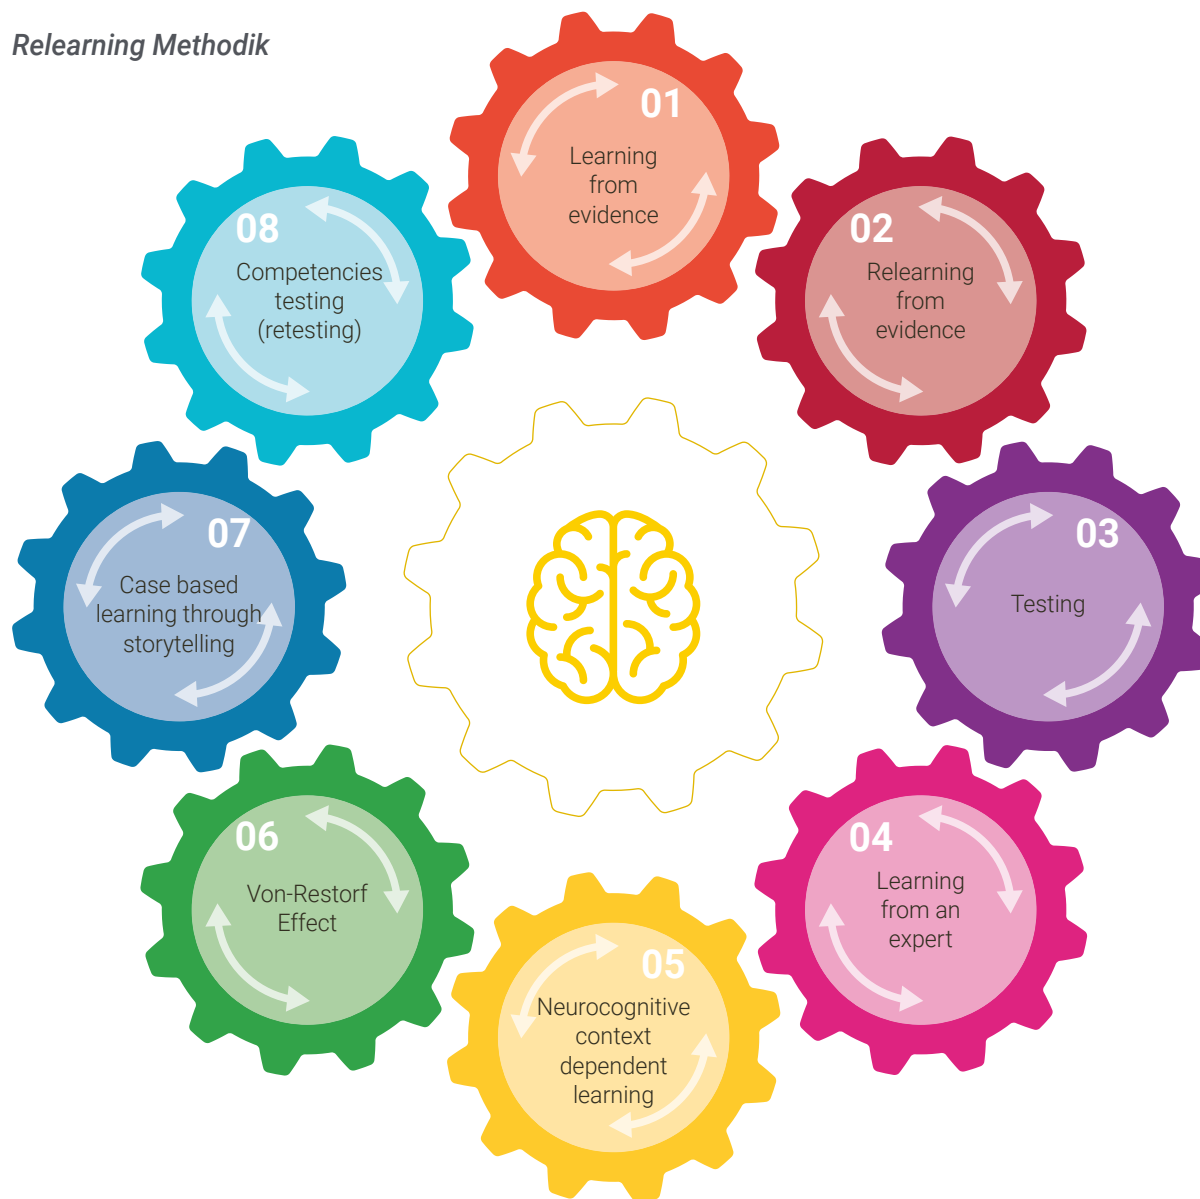 Relearning Methodik
01
Learning
from
evidence
02
Relearning
from
evidence
03
Testing
04
Learning
from an
expert
05
Neurocognitive
context
dependent
learning
06
Von-Restorf
Effect
07
Case based
learning through
storytelling
08
Competencies
testing
(retesting)